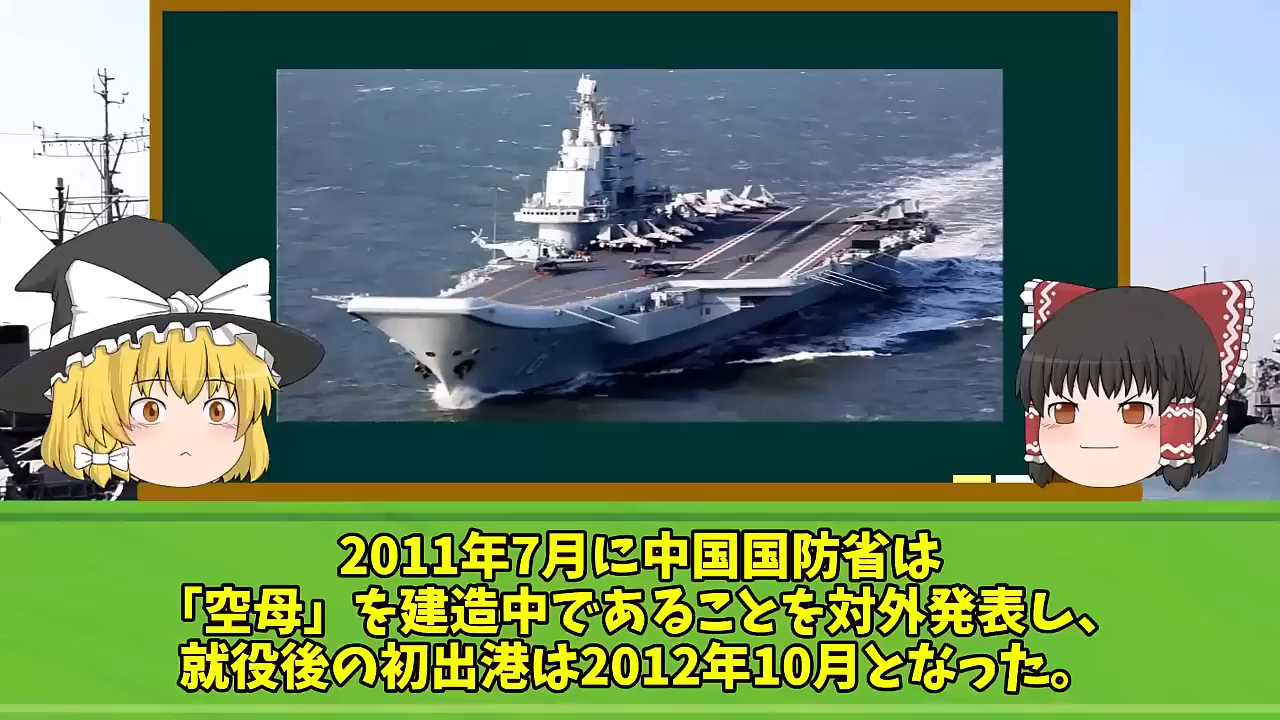 2011年7月に中国国防省は
「空母」を建造中であることを対外発表し、
就役後の初出港は2012年10月となった。
16